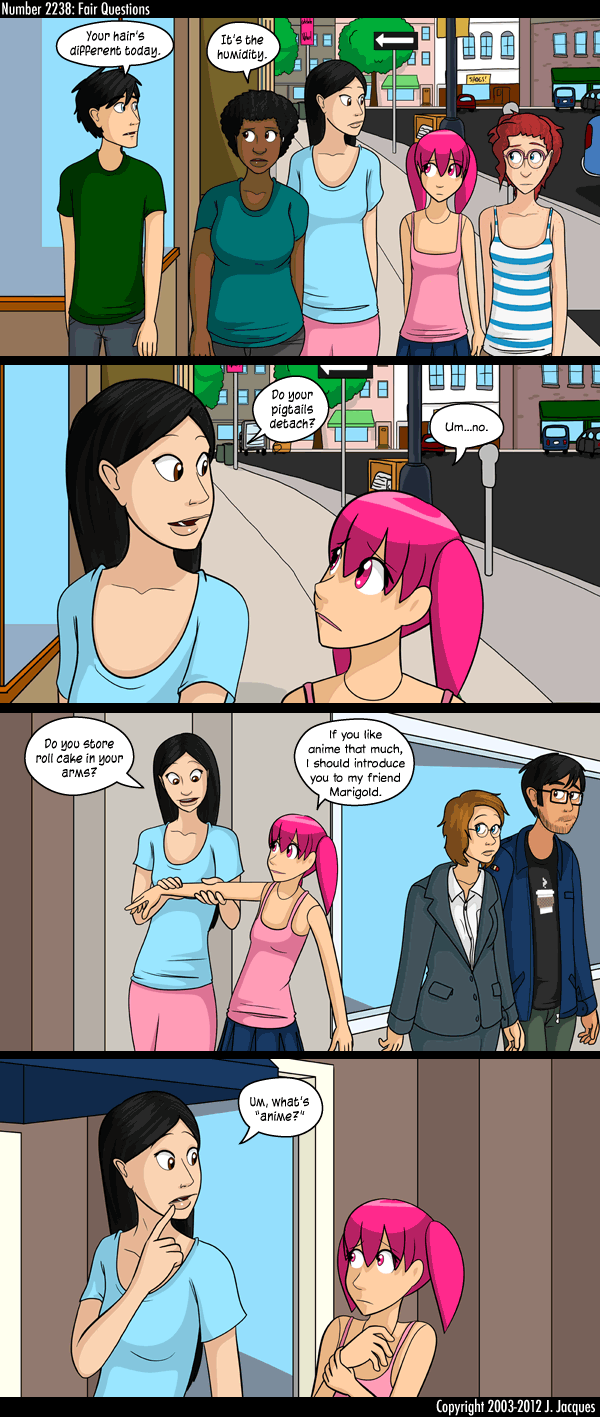 Number 2238: Fair Questions
Your hair's
different today.
It's the
humidity.
SHOES!
Do your
pigtails
detach?
Um...no.
Do you store
roll cake in your
arms?
If you like
anime that much,
I should introduce
you to my friend
Marigold.
Um, what's
"anime?"
Copyright 2003-2012 J. Jacques